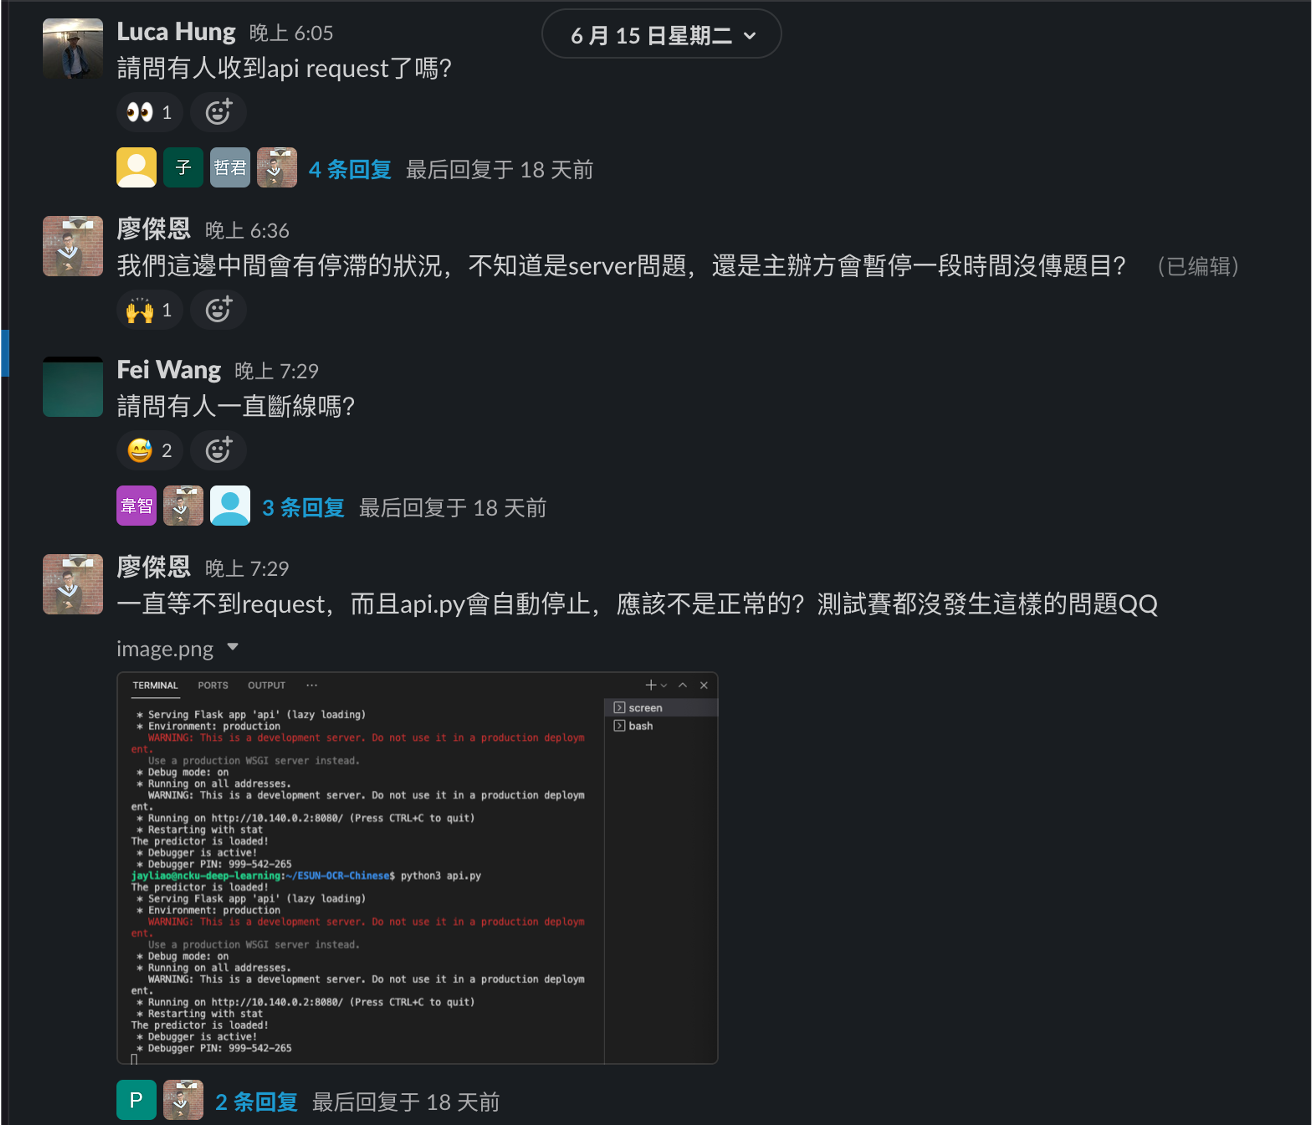 6 月 15 日星期二
Luca Hung 晚上 6:05
請問有人收到api request了嗎?
1
子 哲君 4 条回复 最后回复于 18 天前
廖傑恩 晚上 6:36
我們這邊中間會有停滯的狀況，不知道是server問題，還是主辦方會暫停一段時間沒傳題目? （已编辑）
1
Fei Wang 晚上 7:29
請問有人一直斷線嗎?
2
韋智 3 条回复 最后回复于 18 天前
廖傑恩 晚上 7:29
一直等不到request，而且api.py會自動停止，應該不是正常的? 測試賽都沒發生這樣的問題QQ
image.png
TERMINAL PORTS OUTPUT ···
screen
bash
* Serving Flask app 'api' (lazy loading)
* Environment: production
WARNING: This is a development server. Do not use it in a production deploym
ent.
Use a production WSGI server instead.
* Debug mode: on
* Running on all addresses.
WARNING: This is a development server. Do not use it in a production deploym
ent.
* Running on http://10.140.0.2:8080/ (Press CTRL+C to quit)
* Restarting with stat
The predictor is loaded!
* Debugger is active!
* Debugger PIN: 999-542-265
jayliao@ncku-deep-learning:~/ESUN-OCR-Chinese$ python3 api.py
The predictor is loaded!
* Serving Flask app 'api' (lazy loading)
* Environment: production
WARNING: This is a development server. Do not use it in a production deploym
ent.
Use a production WSGI server instead.
* Debug mode: on
* Running on all addresses.
WARNING: This is a development server. Do not use it in a production deploym
ent.
* Running on http://10.140.0.2:8080/ (Press CTRL+C to quit)
* Restarting with stat
The predictor is loaded!
* Debugger is active!
* Debugger PIN: 999-542-265
P 2 条回复 最后回复于 18 天前